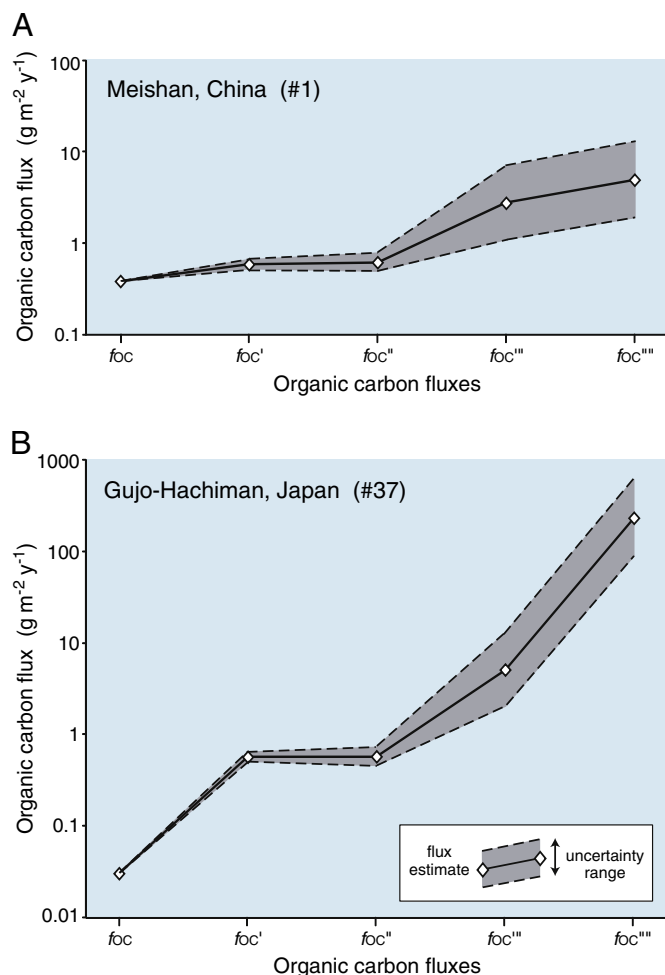 A
Meishan, China (#1)
Organic carbon flux (g m⁻² y⁻¹)
100
10
1
0.1
foc
foc'
foc"
foc'"
foc""
Organic carbon fluxes
B
Gujo-Hachiman, Japan (#37)
Organic carbon flux (g m⁻² y⁻¹)
1000
100
10
1
0.1
0.01
flux
estimate
uncertainty
range
foc
foc'
foc"
foc'"
foc""
Organic carbon fluxes